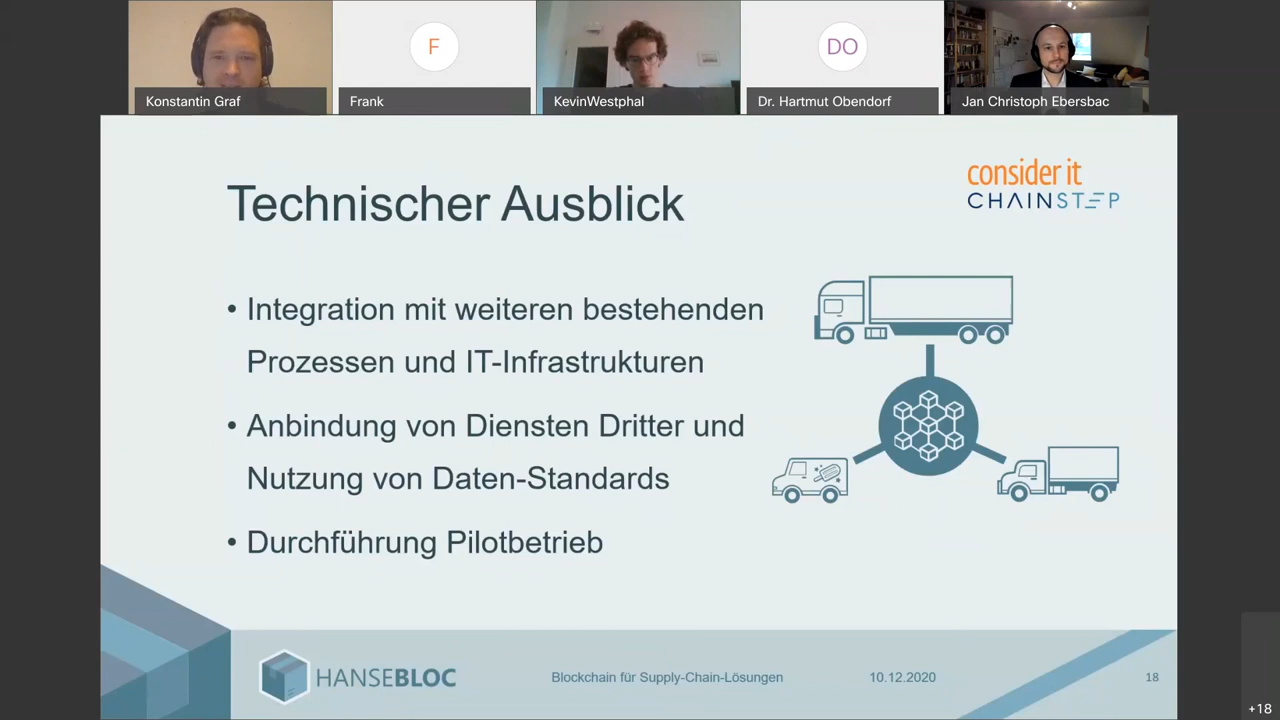 Konstantin Graf
F
Frank
KevinWestphal
DO
Dr. Hartmut Obendorf
Jan Christoph Ebersbac
consider it
CHAINSTEP
Technischer Ausblick
• Integration mit weiteren bestehenden
Prozessen und IT-Infrastrukturen
• Anbindung von Diensten Dritter und
Nutzung von Daten-Standards
• Durchführung Pilotbetrieb
HANSEBLOC
Blockchain für Supply-Chain-Lösungen
10.12.2020
18
+18